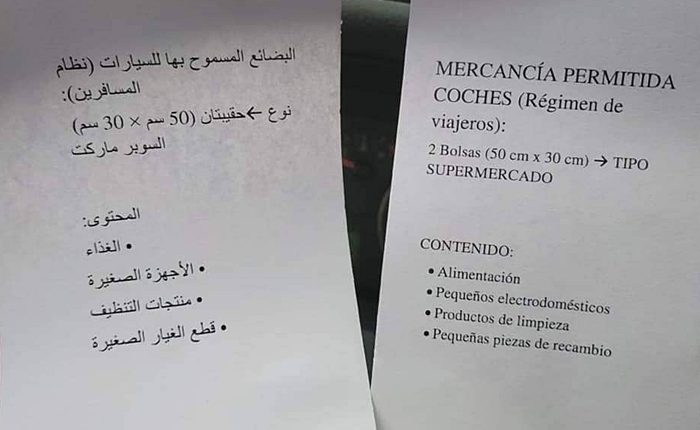 البضائع المسموح بها للسيارات (نظام
المسافرين):
نوع ←حقيبتان (50 سم × 30 سم)
السوبر ماركت
المحتوى:
• الغذاء
• الأجهزة الصغيرة
• منتجات التنظيف
• قطع الغيار الصغيرة
MERCANCÍA PERMITIDA
COCHES (Régimen de
viajeros):
2 Bolsas (50 cm x 30 cm) → TIPO
SUPERMERCADO
CONTENIDO:
• Alimentación
• Pequeños electrodomésticos
• Productos de limpieza
• Pequeñas piezas de recambio